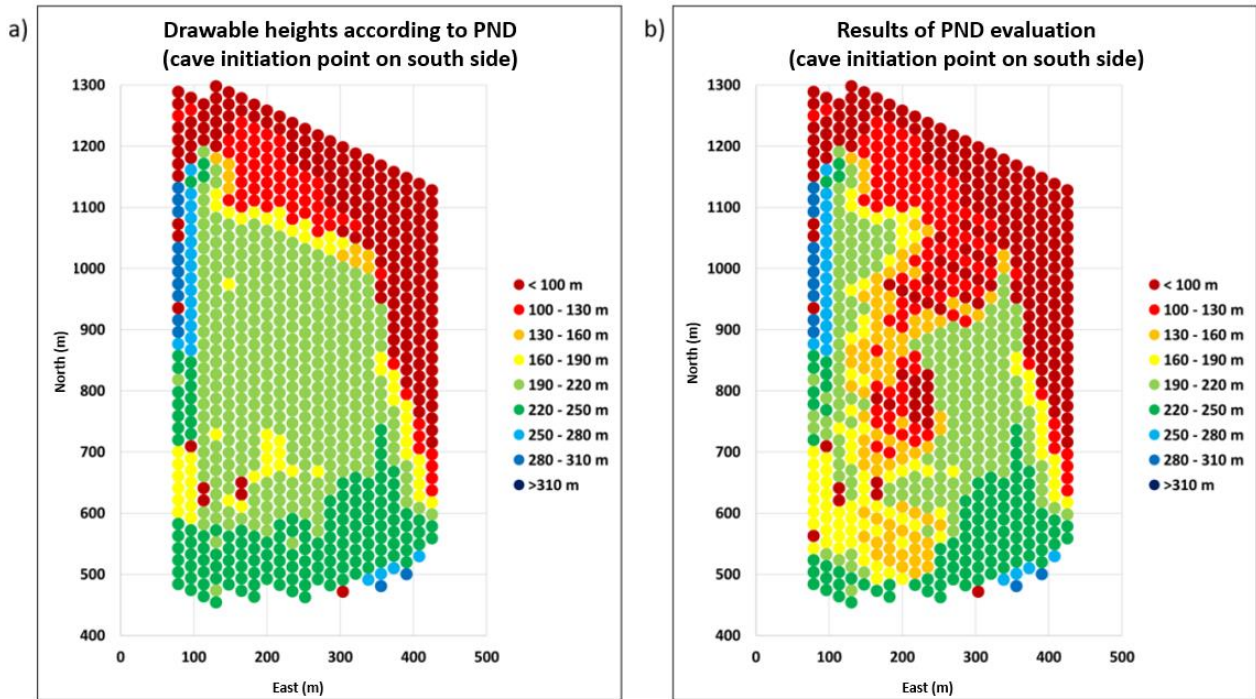 a)
Drawable heights according to PND
(cave initiation point on south side)
1300
1200
1100
1000
900
800
700
600
500
400
North (m)
0
100
200
300
400
500
East (m)
< 100 m
100 - 130 m
130 - 160 m
160 - 190 m
190 - 220 m
220 - 250 m
250 - 280 m
280 - 310 m
>310 m
b)
Results of PND evaluation
(cave initiation point on south side)
1300
1200
1100
1000
900
800
700
600
500
400
North (m)
0
100
200
300
400
500
East (m)
< 100 m
100 - 130 m
130 - 160 m
160 - 190 m
190 - 220 m
220 - 250 m
250 - 280 m
280 - 310 m
>310 m